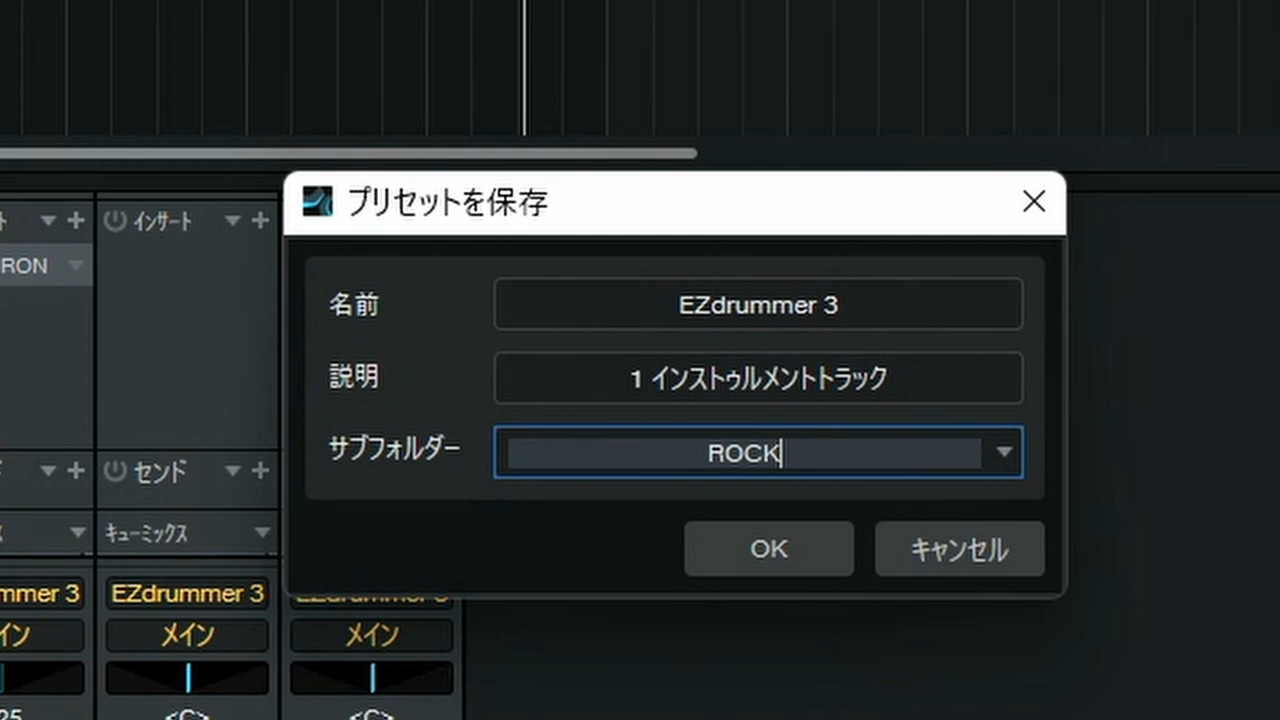 プリセットを保存
インサート
RON
名前
EZdrummer 3
説明
1 インストゥルメントトラック
サブフォルダー
ROCK
センド
キューミックス
OK
キャンセル
mmer 3
EZdrummer 3
EZdrummer 3
イン
メイン
メイン
25
<C>
<C>